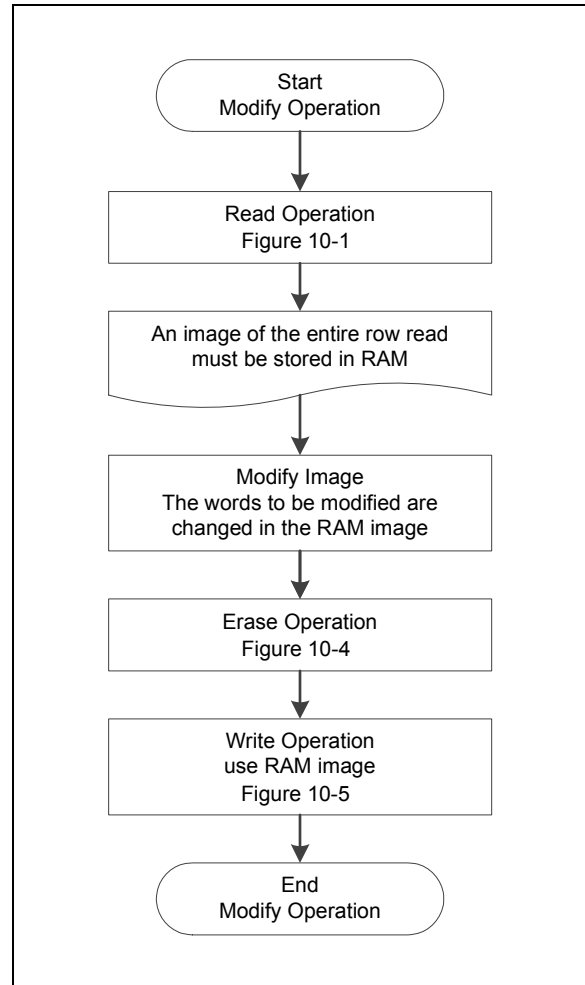 Start
Modify Operation
Read Operation
Figure 10-1
An image of the entire row read
must be stored in RAM
Modify Image
The words to be modified are
changed in the RAM image
Erase Operation
Figure 10-4
Write Operation
use RAM image
Figure 10-5
End
Modify Operation